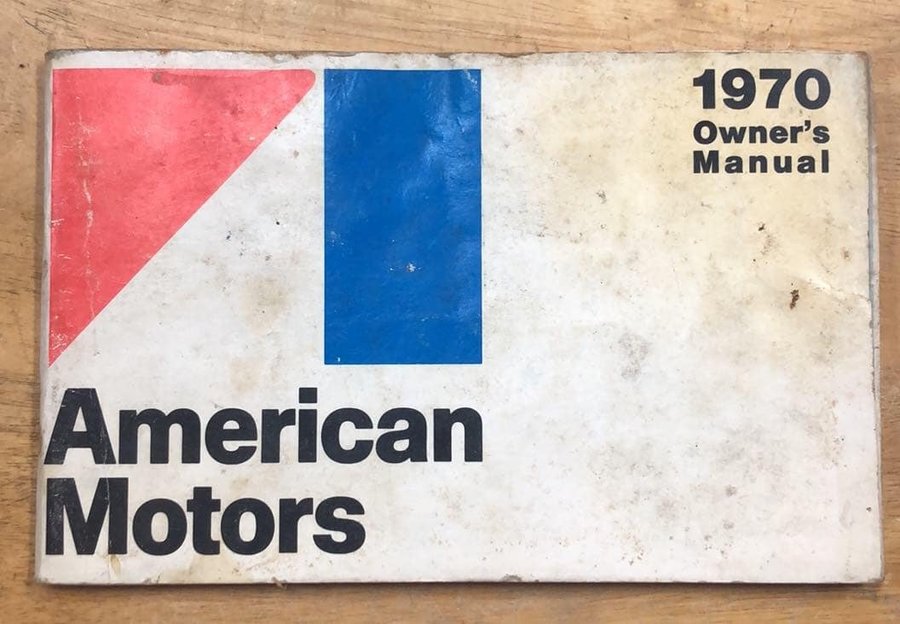 1970
Owner's
Manual
American
Motors